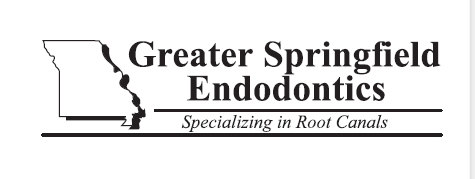 Greater Springfield
Endodontics
Specializing in Root Canals